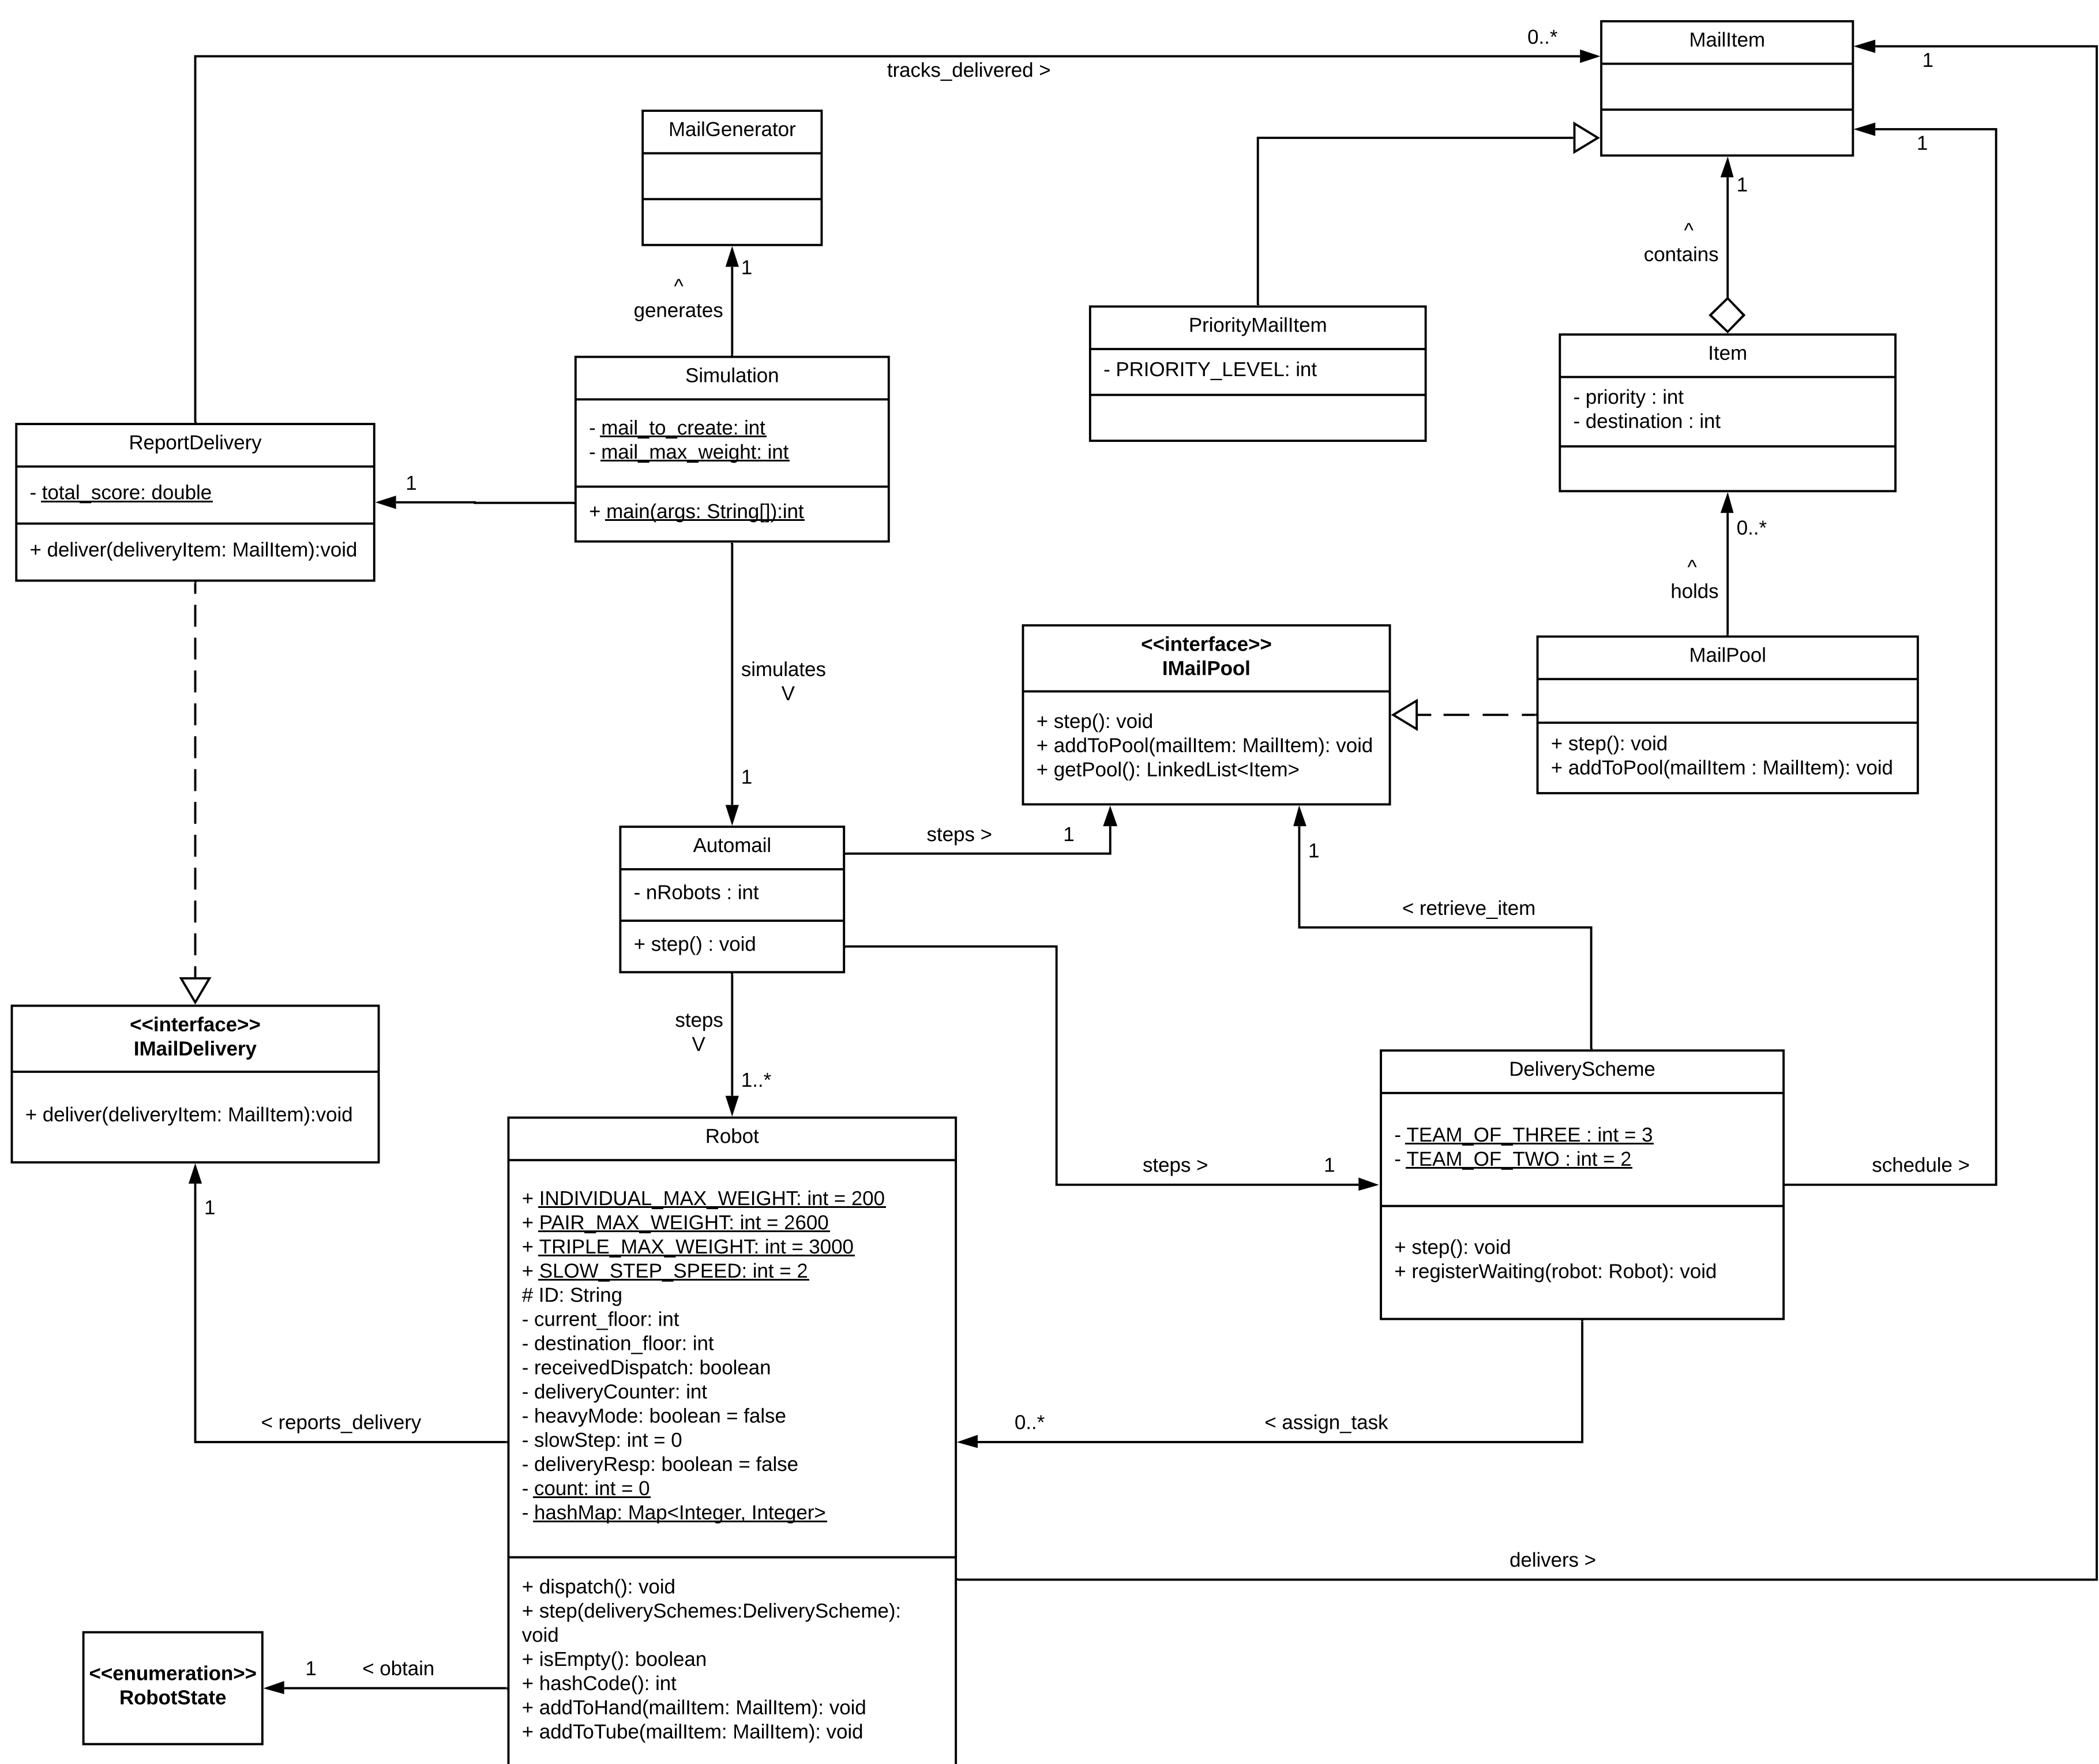 0..*
tracks_delivered >
MailItem
1
1
MailGenerator
1
^
generates
1
^
contains
PriorityMailItem
- PRIORITY_LEVEL: int
Item
- priority : int
- destination : int
Simulation
- mail_to_create: int
- mail_max_weight: int
+ main(args: String[]):int
ReportDelivery
- total_score: double
+ deliver(deliveryItem: MailItem):void
1
0..*
^
holds
simulates
V
1
<<interface>>
IMailPool
+ step(): void
+ addToPool(mailItem: MailItem): void
+ getPool(): LinkedList<Item>
MailPool
+ step(): void
+ addToPool(mailItem : MailItem): void
Automail
- nRobots : int
+ step() : void
steps >
1
1
< retrieve_item
steps
V
1..*
<<interface>>
IMailDelivery
+ deliver(deliveryItem: MailItem):void
1
< reports_delivery
steps >
1
DeliveryScheme
- TEAM_OF_THREE : int = 3
- TEAM_OF_TWO : int = 2
+ step(): void
+ registerWaiting(robot: Robot): void
schedule >
Robot
+ INDIVIDUAL_MAX_WEIGHT: int = 200
+ PAIR_MAX_WEIGHT: int = 2600
+ TRIPLE_MAX_WEIGHT: int = 3000
+ SLOW_STEP_SPEED: int = 2
# ID: String
- current_floor: int
- destination_floor: int
- receivedDispatch: boolean
- deliveryCounter: int
- heavyMode: boolean = false
- slowStep: int = 0
- deliveryResp: boolean = false
- count: int = 0
- hashMap: Map<Integer, Integer>
+ dispatch(): void
+ step(deliverySchemes:DeliveryScheme):
void
+ isEmpty(): boolean
+ hashCode(): int
+ addToHand(mailItem: MailItem): void
+ addToTube(mailItem: MailItem): void
0..*
< assign_task
delivers >
<<enumeration>>
RobotState
1
< obtain